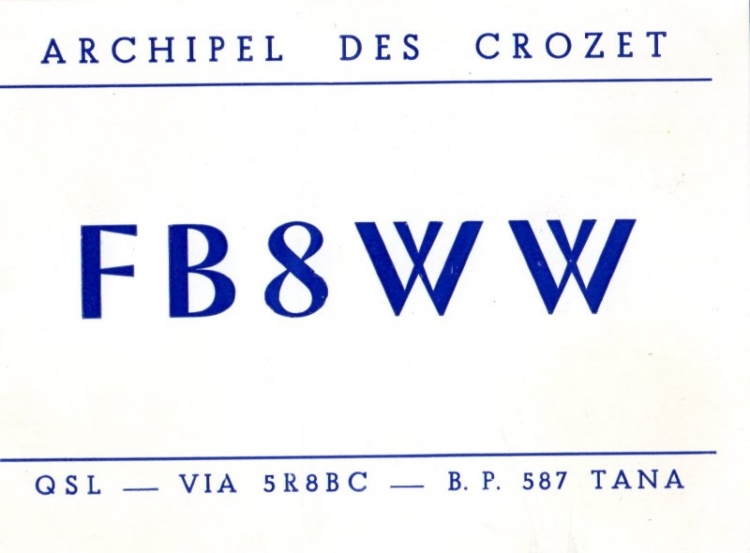 ARCHIPEL DES CROZET
FB8WW
QSL — VIA 5R8BC — B. P. 587 TANA